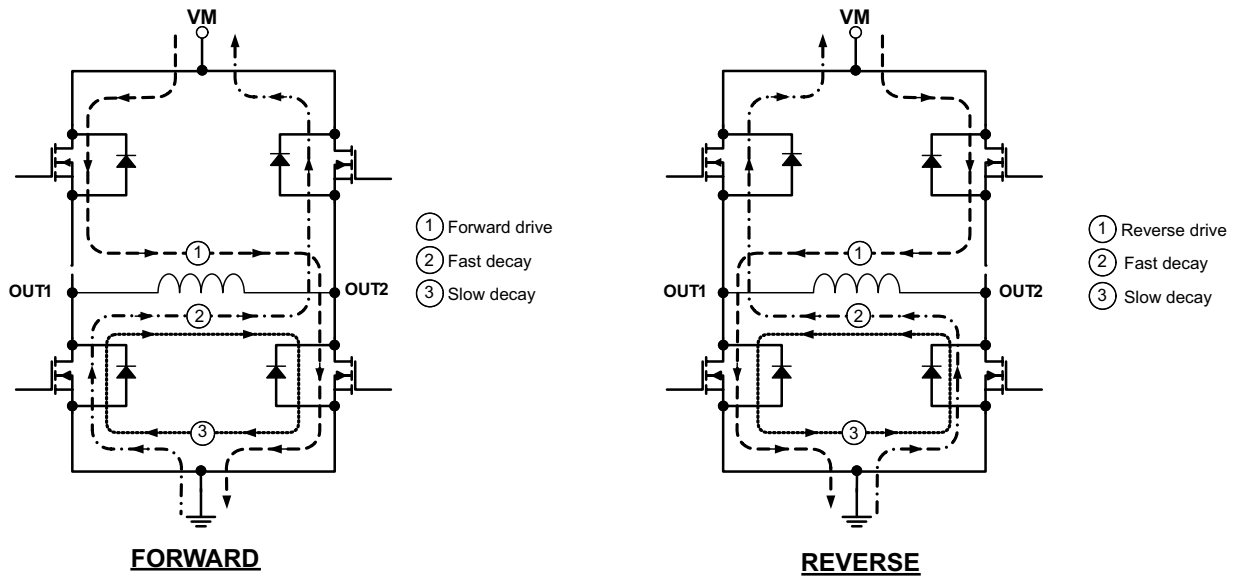 VM
1
1 Forward drive
2 Fast decay
3 Slow decay
OUT1
OUT2
2
3
FORWARD
VM
1
1 Reverse drive
2 Fast decay
3 Slow decay
OUT1
OUT2
2
3
REVERSE